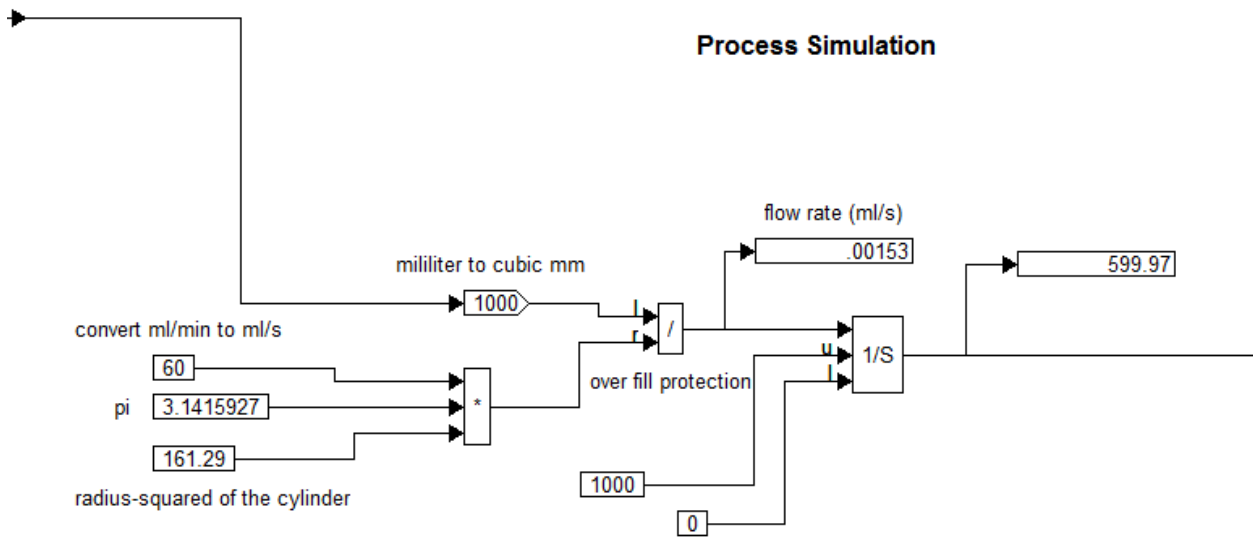 Process Simulation
flow rate (ml/s)
.00153
599.97
mililiter to cubic mm
1000
l
r
/
convert ml/min to ml/s
60
pi
3.1415927
*
161.29
radius-squared of the cylinder
over fill protection
u
l
1/S
1000
0